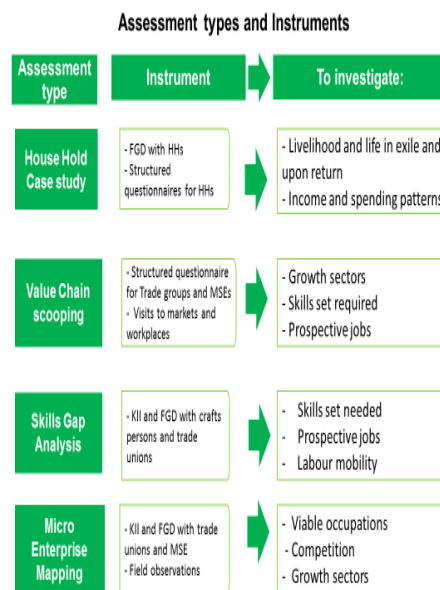 Assessment types and Instruments
Assessment
type
Instrument
To investigate:
House Hold
Case study
- FGD with HHs
- Structured
questionnaires for HHs
- Livelihood and life in exile and
upon return
- Income and spending patterns
Value Chain
scooping
- Structured questionnaire
for Trade groups and MSEs
- Visits to markets and
workplaces
- Growth sectors
- Skills set required
- Prospective jobs
Skills Gap
Analysis
- KII and FGD with crafts
persons and trade
unions
- Skills set needed
- Prospective jobs
- Labour mobility
Micro
Enterprise
Mapping
- KII and FGD with trade
unions and MSE
- Field observations
- Viable occupations
- Competition
- Growth sectors